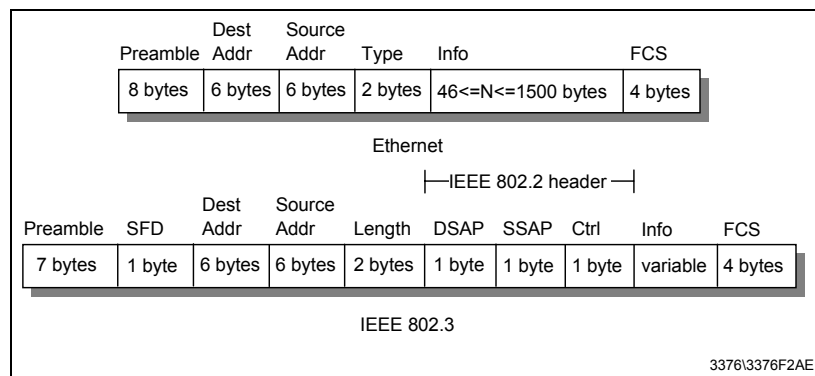 Preamble Dest Addr Source Addr Type Info FCS
8 bytes 6 bytes 6 bytes 2 bytes 46<=N<=1500 bytes 4 bytes
Ethernet
IEEE 802.2 header
Preamble SFD Dest Addr Source Addr Length DSAP SSAP Ctrl Info FCS
7 bytes 1 byte 6 bytes 6 bytes 2 bytes 1 byte 1 byte 1 byte variable 4 bytes
IEEE 802.3
3376\3376F2AE